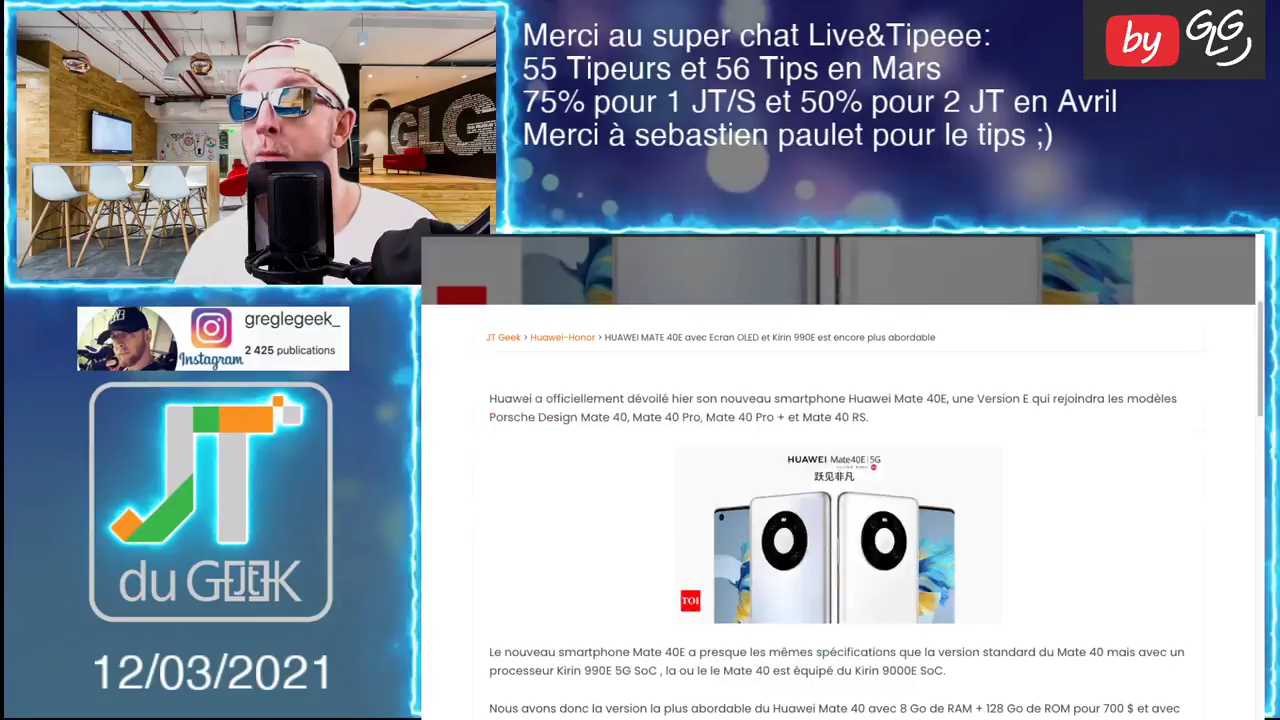 Merci au super chat Live&Tipeee:
55 Tipeurs et 56 Tips en Mars
75% pour 1 JT/S et 50% pour 2 JT en Avril
Merci à sebastien paulet pour le tips ;)
by GLG
GLG
greglegeek_
Instagram
2 425 publications
JT
du GEEK
12/03/2021
JT Geek > Huawei-Honor > HUAWEI MATE 40E avec Ecran OLED et Kirin 990E est encore plus abordable
Huawei a officiellement dévoilé hier son nouveau smartphone Huawei Mate 40E, une Version E qui rejoindra les modèles
Porsche Design Mate 40, Mate 40 Pro, Mate 40 Pro + et Mate 40 RS.
HUAWEI Mate40E | 5G
跃见非凡
TOI
Le nouveau smartphone Mate 40E a presque les mêmes spécifications que la version standard du Mate 40 mais avec un
processeur Kirin 990E 5G SoC , la ou le le Mate 40 est équipé du Kirin 9000E SoC.
Nous avons donc la version la plus abordable du Huawei Mate 40 avec 8 Go de RAM + 128 Go de ROM pour 700 $ et avec